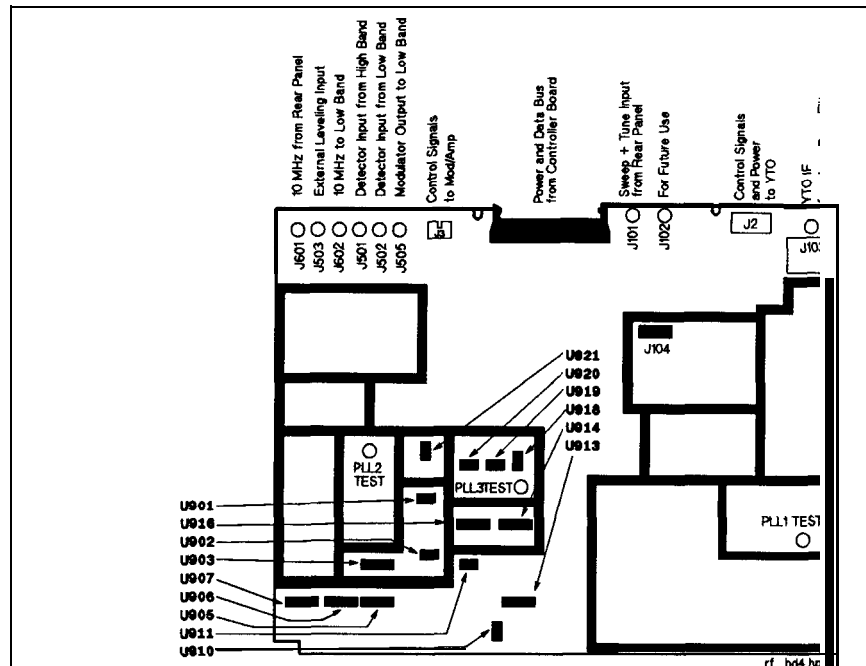 10 MHz from Rear Panel
External Leveling Input
10 MHz to Low Band
Detector Input from High Band
Detector Input from Low Band
Modulator Output to Low Band
Control Signals
to Mod/Amp
Power and Data Bus
from Controller Board
Sweep + Tune Input
from Rear Panel
For Future Use
Control Signals
and Power
to YTO
YTO IF
J601
J503
J602
J501
J502
J505
J101
J102
J2
J104
U921
U920
U919
U918
U914
U913
PLL2
TEST
PLL3TEST
PLL1 TEST
U901
U916
U902
U903
U907
U906
U905
U911
U910